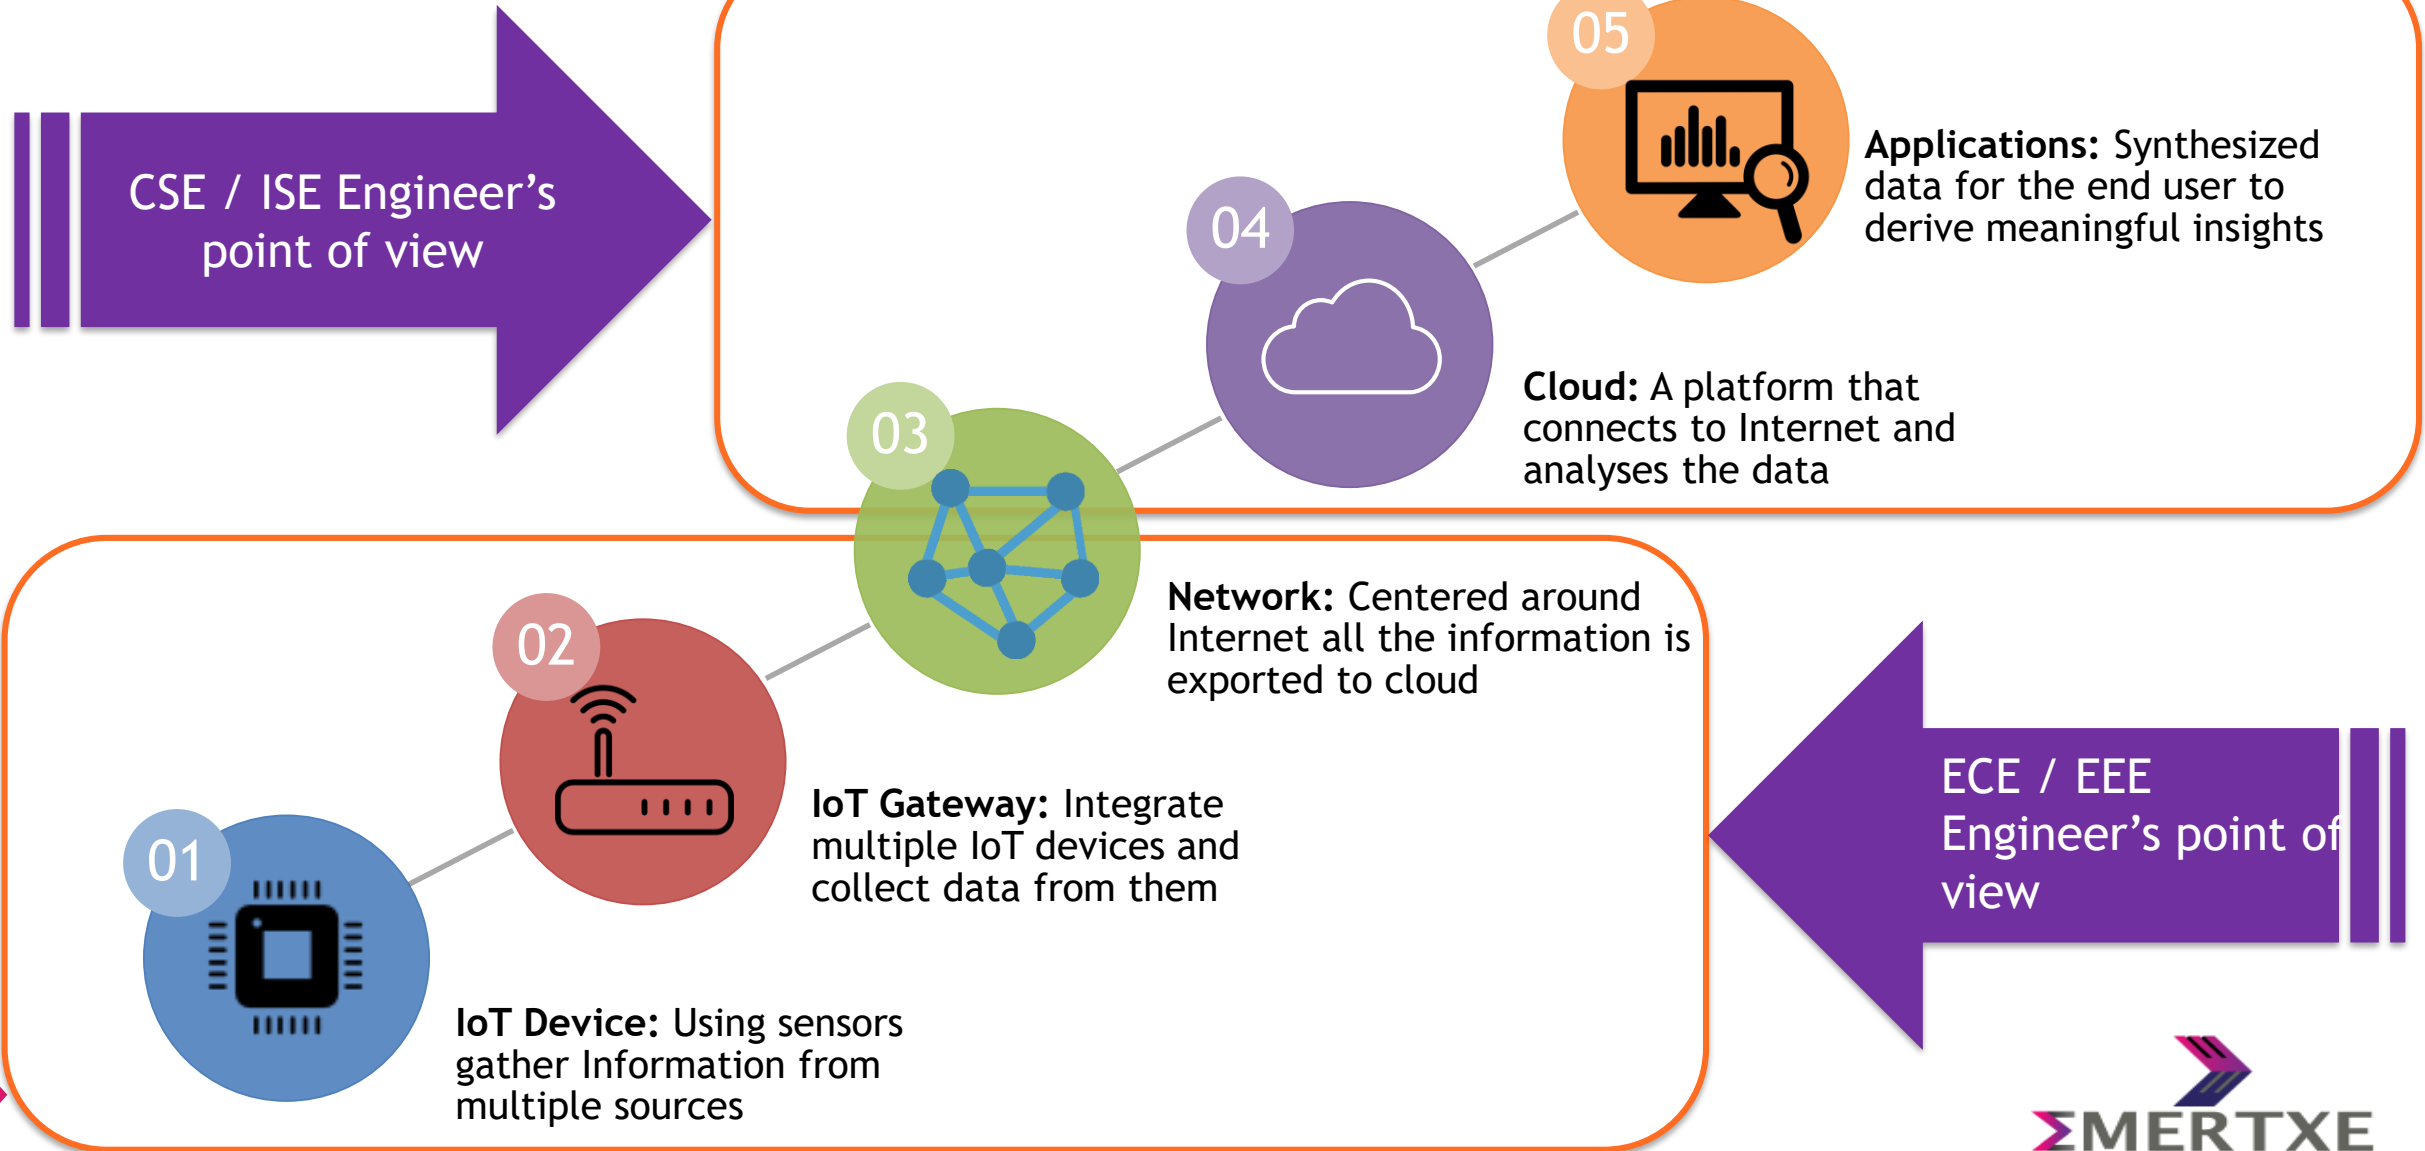 05
Applications: Synthesized
data for the end user to
derive meaningful insights
CSE / ISE Engineer’s
point of view
04
Cloud: A platform that
connects to Internet and
analyses the data
03
Network: Centered around
Internet all the information is
exported to cloud
02
IoT Gateway: Integrate
multiple IoT devices and
collect data from them
ECE / EEE
Engineer’s point of
view
01
IoT Device: Using sensors
gather Information from
multiple sources
EMERTXE